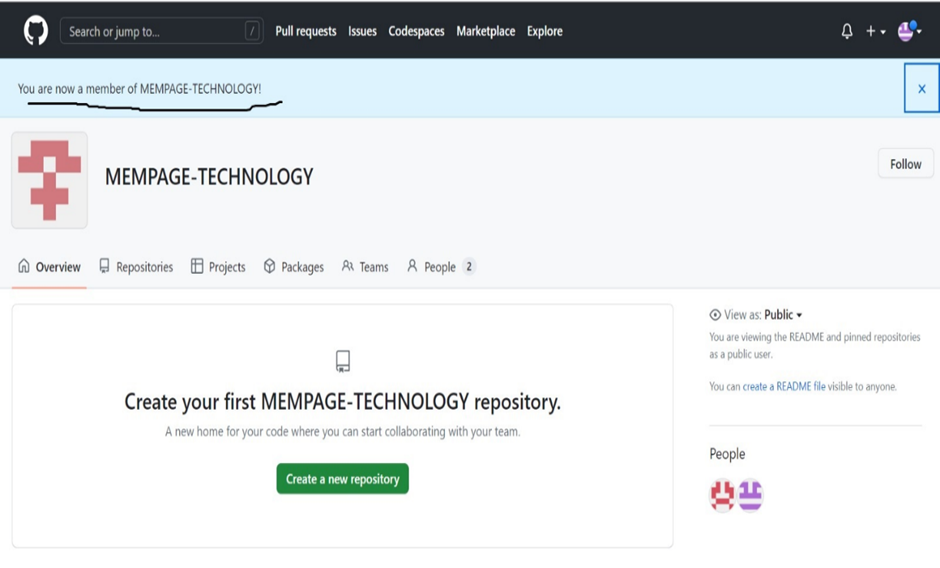 Search or jump to... /
Pull requests Issues Codespaces Marketplace Explore
You are now a member of MEMPAGE-TECHNOLOGY!
MEMPAGE-TECHNOLOGY
Follow
Overview Repositories Projects Packages Teams People 2
Create your first MEMPAGE-TECHNOLOGY repository.
A new home for your code where you can start collaborating with your team.
Create a new repository
View as: Public
You are viewing the README and pinned repositories
as a public user.
You can create a README file visible to anyone.
People